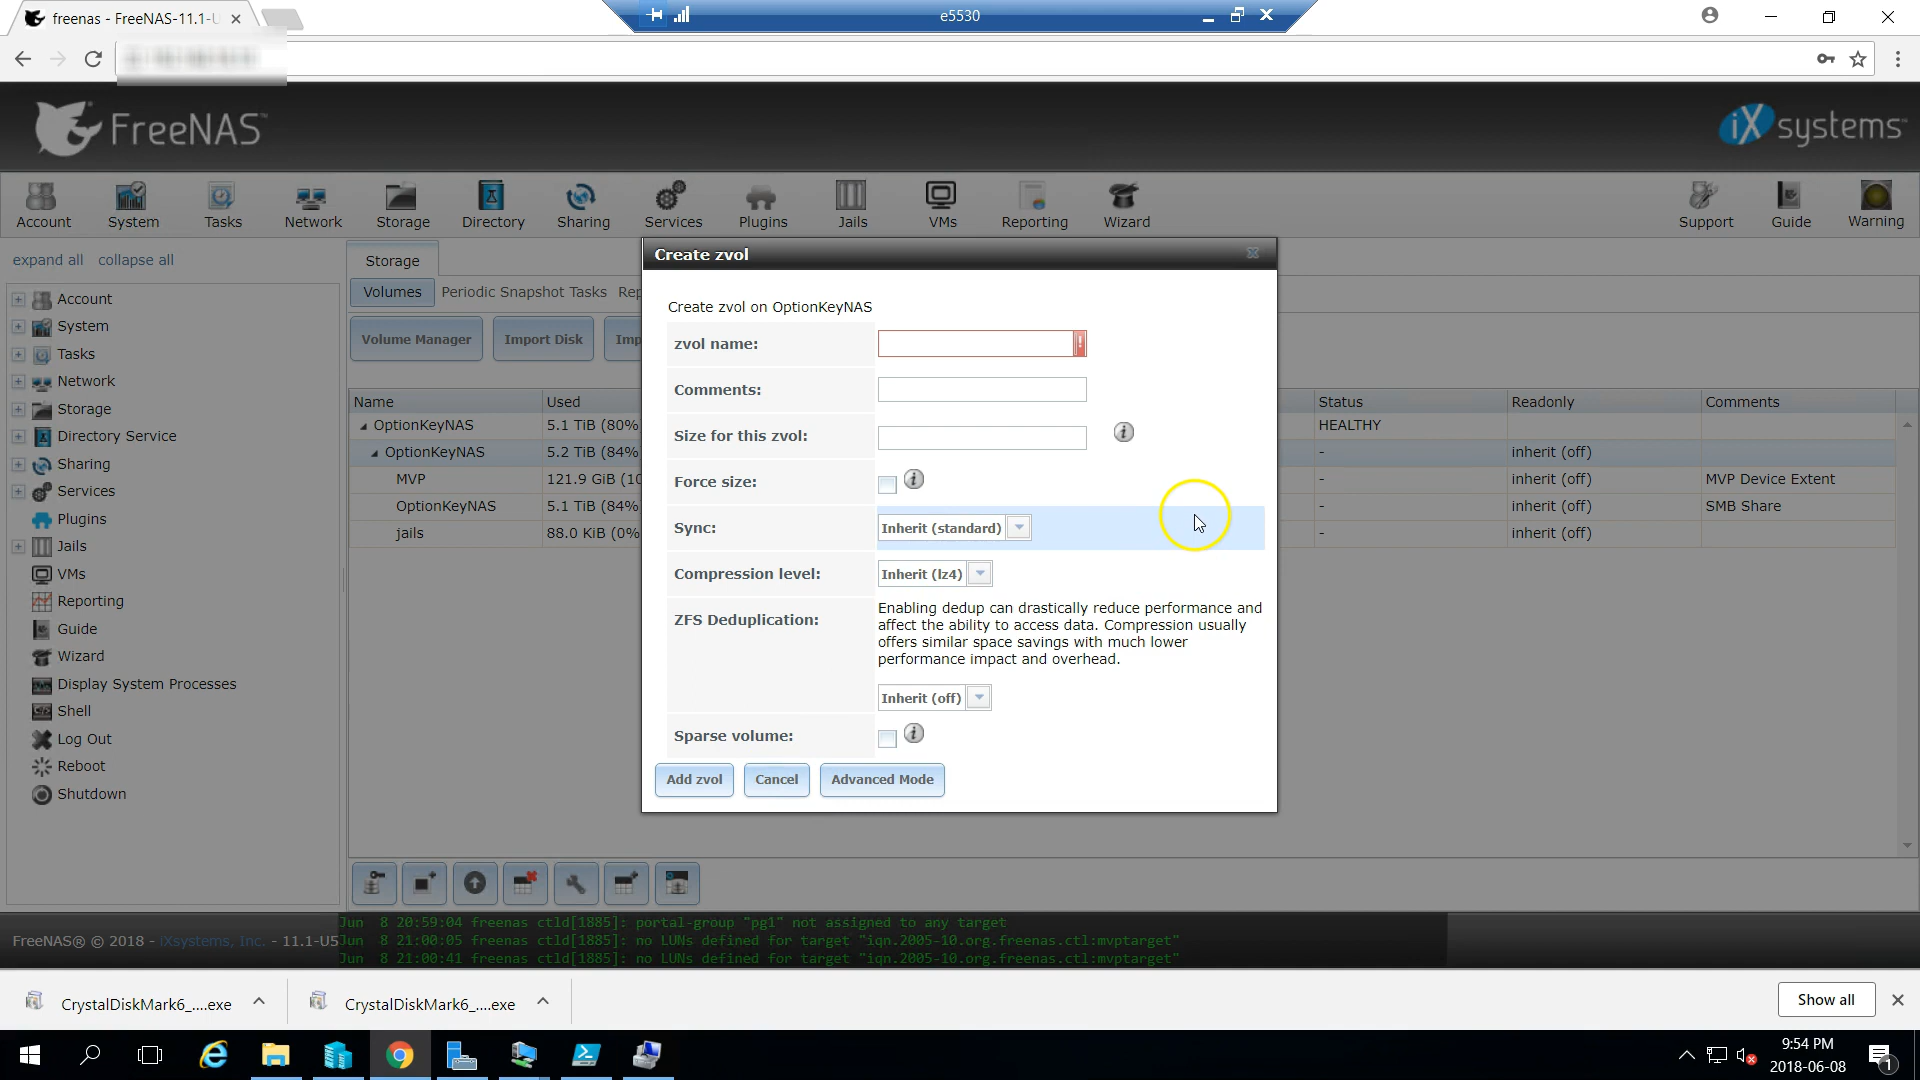 freenas - FreeNAS-11.1-U
e5530
FreeNAS™
iXsystems™
Account
System
Tasks
Network
Storage
Directory
Sharing
Services
Plugins
Jails
VMs
Reporting
Wizard
Support
Guide
Warning
expand all collapse all
Account
System
Tasks
Network
Storage
Directory Service
Sharing
Services
Plugins
Jails
VMs
Reporting
Guide
Wizard
Display System Processes
Shell
Log Out
Reboot
Shutdown
Storage
Volumes Periodic Snapshot Tasks Rep
Volume Manager Import Disk Imp
Name Used Status Readonly Comments
OptionKeyNAS 5.1 TiB (80% HEALTHY
OptionKeyNAS 5.2 TiB (84% - inherit (off)
MVP 121.9 GiB (10 - inherit (off) MVP Device Extent
OptionKeyNAS 5.1 TiB (84% - inherit (off) SMB Share
jails 88.0 KiB (0% - inherit (off)
Create zvol
Create zvol on OptionKeyNAS
zvol name: !
Comments:
Size for this zvol: i
Force size: i
Sync: Inherit (standard)
Compression level: Inherit (lz4)
ZFS Deduplication:
Enabling dedup can drastically reduce performance and
affect the ability to access data. Compression usually
offers similar space savings with much lower
performance impact and overhead.
Inherit (off)
Sparse volume: i
Add zvol Cancel Advanced Mode
FreeNAS® © 2018 - iXsystems, Inc. - 11.1-U5
Jun 8 20:59:04 freenas ctld[1885]: portal-group "pg1" not assigned to any target
Jun 8 21:00:05 freenas ctld[1885]: no LUNs defined for target "iqn.2005-10.org.freenas.ctl:mvptarget"
Jun 8 21:00:41 freenas ctld[1885]: no LUNs defined for target "iqn.2005-10.org.freenas.ctl:mvptarget"
CrystalDiskMark6_....exe
CrystalDiskMark6_....exe
Show all
9:54 PM
2018-06-08
1